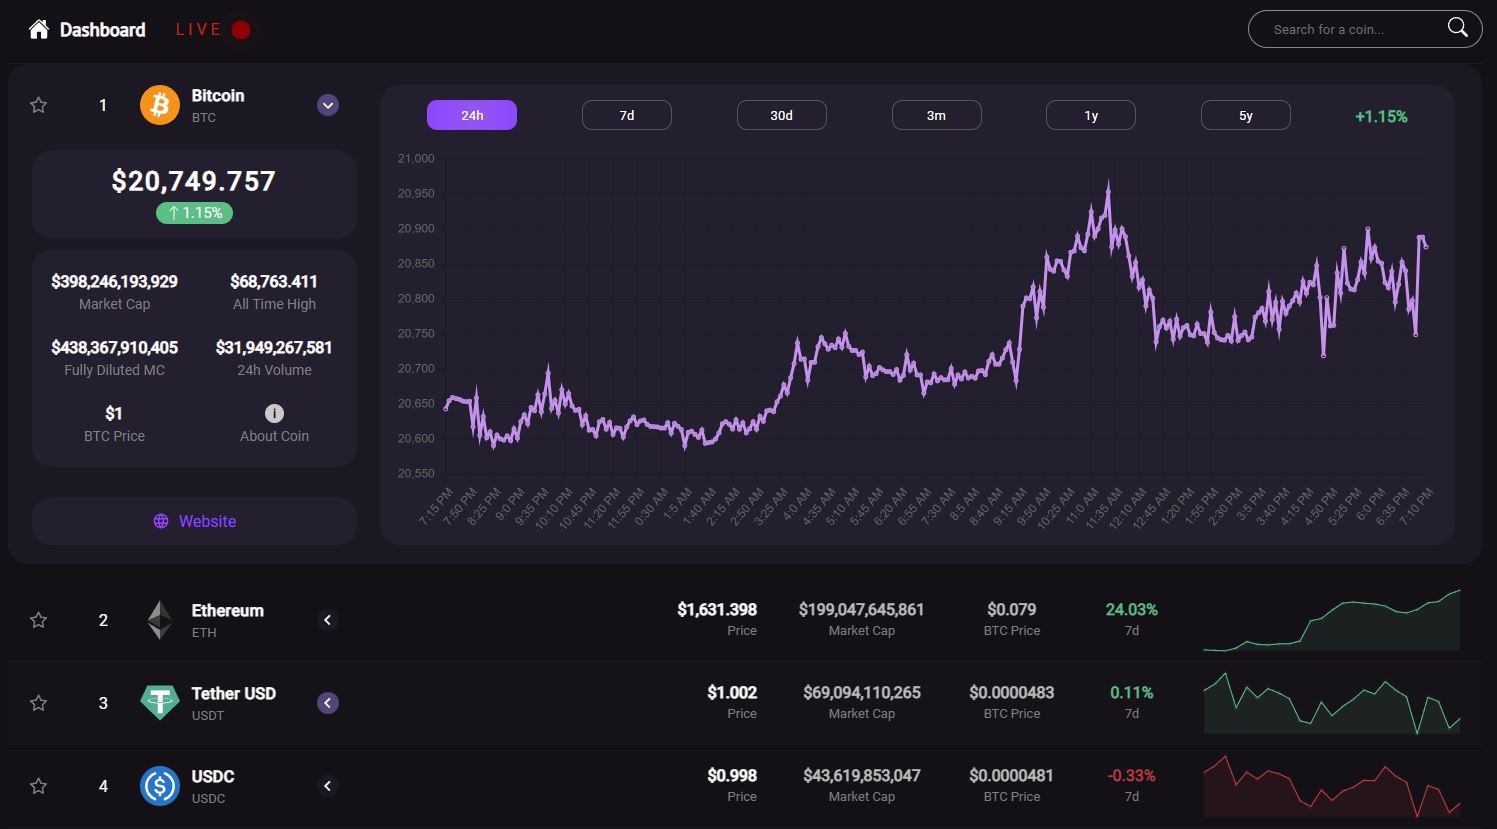 Dashboard LIVE Search for a coin...
1 Bitcoin
BTC
$20,749.757
1.15%
$398,246,193,929 $68,763.411
Market Cap All Time High
$438,367,910,405 $31,949,267,581
Fully Diluted MC 24h Volume
$1 i
BTC Price About Coin
Website
24h 7d 30d 3m 1y 5y +1.15%
21,000
20,950
20,900
20,850
20,800
20,750
20,700
20,650
20,600
20,550
7:15 PM 7:50 PM 8:25 PM 9:0 PM 9:35 PM 10:10 PM 10:45 PM 11:20 PM 11:55 PM 0:30 AM 1:5 AM 1:40 AM 2:15 AM 2:50 AM 3:25 AM 4:0 AM 4:35 AM 5:10 AM 5:45 AM 6:20 AM 6:55 AM 7:30 AM 8:5 AM 8:40 AM 9:15 AM 9:50 AM 10:25 AM 11:0 AM 11:35 AM 12:10 AM 12:45 AM 1:20 PM 1:55 PM 2:30 PM 3:5 PM 3:40 PM 4:15 PM 4:50 PM 5:25 PM 6:0 PM 6:35 PM 7:10 PM
2 Ethereum $1,631.398 $199,047,645,861 $0.079 24.03%
ETH Price Market Cap BTC Price 7d
3 Tether USD $1.002 $69,094,110,265 $0.0000483 0.11%
USDT Price Market Cap BTC Price 7d
4 USDC $0.998 $43,619,853,047 $0.0000481 -0.33%
USDC Price Market Cap BTC Price 7d